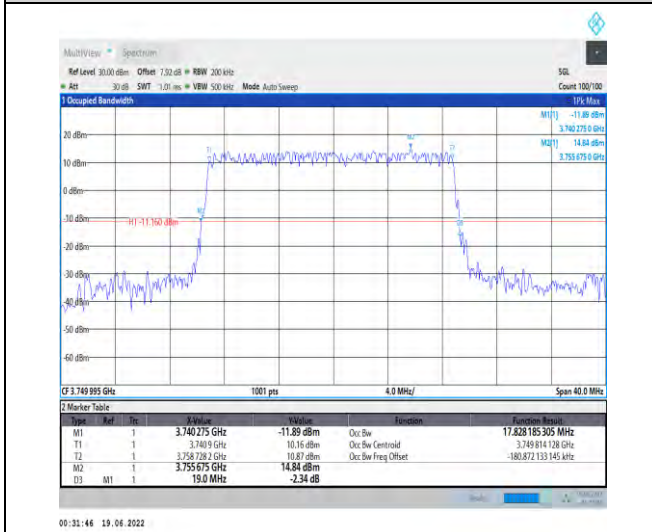 MultiView Spectrum
Ref Level 30.00 dBm Offset 7.92 dB RBW 200 kHz SGL
Att 30 dB SWT 1.01 ms VBW 500 kHz Mode Auto Sweep Count 100/100
1 Occupied Bandwidth 1Pk Max
M1[1] -11.89 dBm
3.740 275 0 GHz
20 dBm M2[1] 14.84 dBm
3.755 675 0 GHz
10 dBm
0 dBm
-10 dBm H1 -11.160 dBm
-20 dBm
-30 dBm
-40 dBm
-50 dBm
-60 dBm
CF 3.749 995 GHz 1001 pts 4.0 MHz/ Span 40.0 MHz
2 Marker Table
Type Ref Trc X-Value Y-Value Function Function Result
M1 1 3.740 275 GHz -11.89 dBm Occ Bw 17.828 185 305 MHz
T1 1 3.740 9 GHz 10.16 dBm Occ Bw Centroid 3.749 814 128 GHz
T2 1 3.758 728 2 GHz 10.87 dBm Occ Bw Freq Offset -180.872 133 145 kHz
M2 1 3.755 675 GHz 14.84 dBm
D3 M1 1 19.0 MHz -2.34 dB
00:31:46 19.06.2022